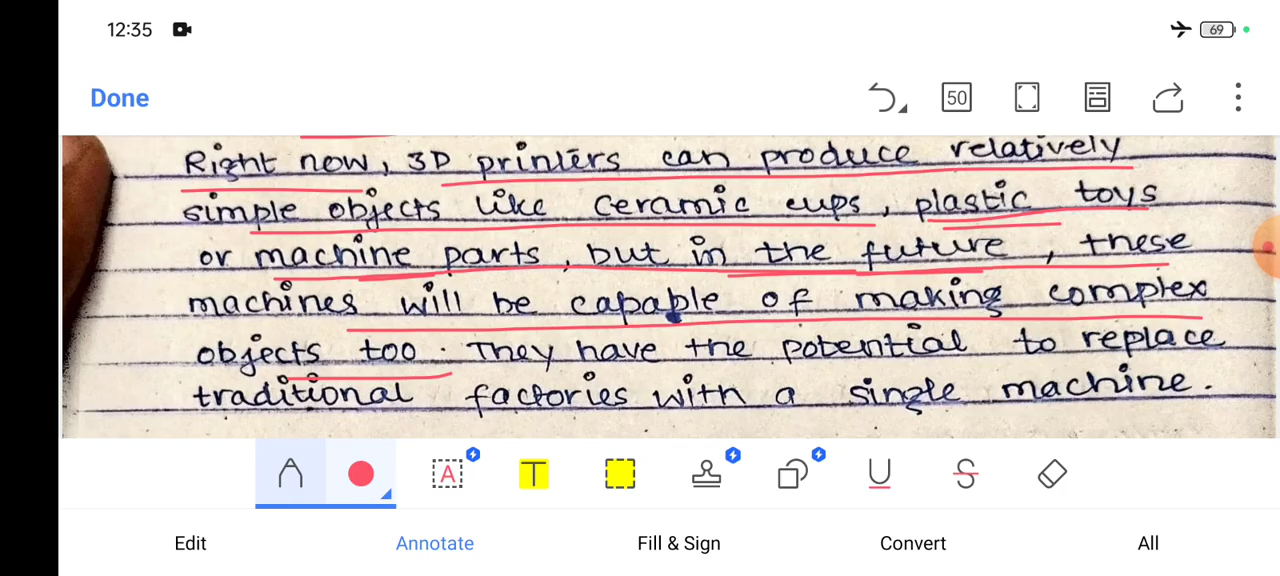 12:35
69
Done
50
Right now, 3D printers can produce relatively
simple objects like ceramic cups, plastic toys
or machine parts, but in the future, these
machines will be capable of making complex
objects too. They have the potential to replace
traditional factories with a single machine.
A
T
U
S
Edit
Annotate
Fill & Sign
Convert
All